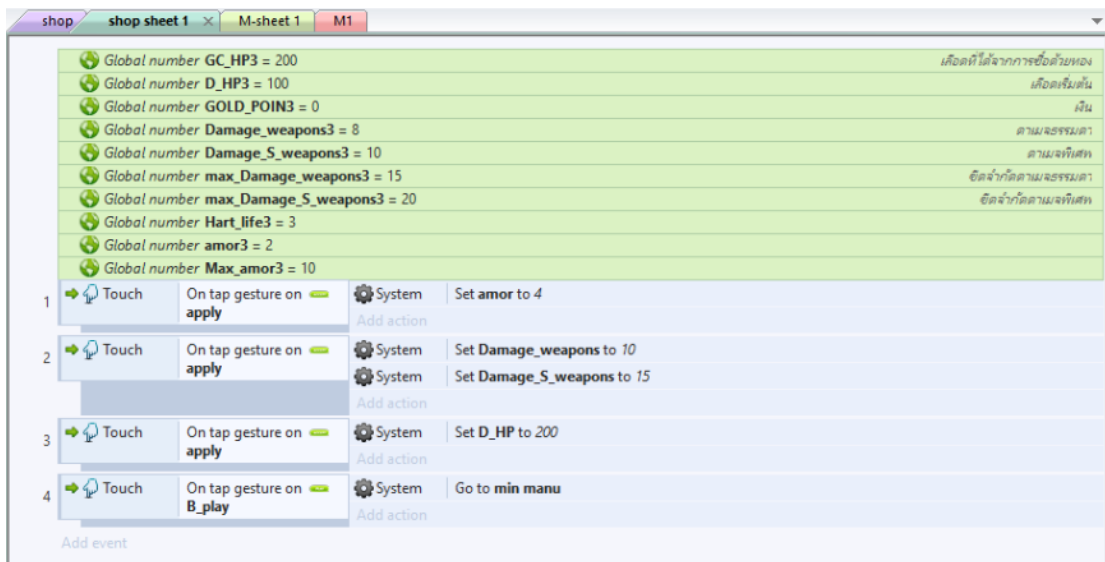 shop shop sheet 1 M-sheet 1 M1
Global number GC_HP3 = 200 เลือดที่ได้จากการซื้อด้วยทอง
Global number D_HP3 = 100 เลือดเริ่มต้น
Global number GOLD_POIN3 = 0 เงิน
Global number Damage_weapons3 = 8 ดาเมจธรรมดา
Global number Damage_S_weapons3 = 10 ดาเมจพิเศษ
Global number max_Damage_weapons3 = 15 ขีดจำกัดดาเมจธรรมดา
Global number max_Damage_S_weapons3 = 20 ขีดจำกัดดาเมจพิเศษ
Global number Hart_life3 = 3
Global number amor3 = 2
Global number Max_amor3 = 10
1 Touch On tap gesture on apply System Set amor to 4
Add action
2 Touch On tap gesture on apply System Set Damage_weapons to 10
System Set Damage_S_weapons to 15
Add action
3 Touch On tap gesture on apply System Set D_HP to 200
Add action
4 Touch On tap gesture on B_play System Go to min manu
Add action
Add event